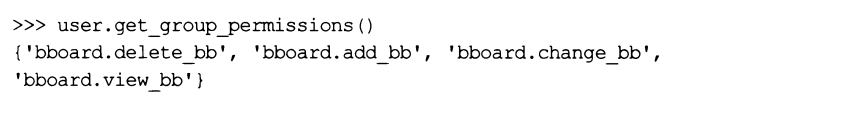 >>> user.get_group_permissions()
{'bboard.delete_bb', 'bboard.add_bb', 'bboard.change_bb',
'bboard.view_bb'}